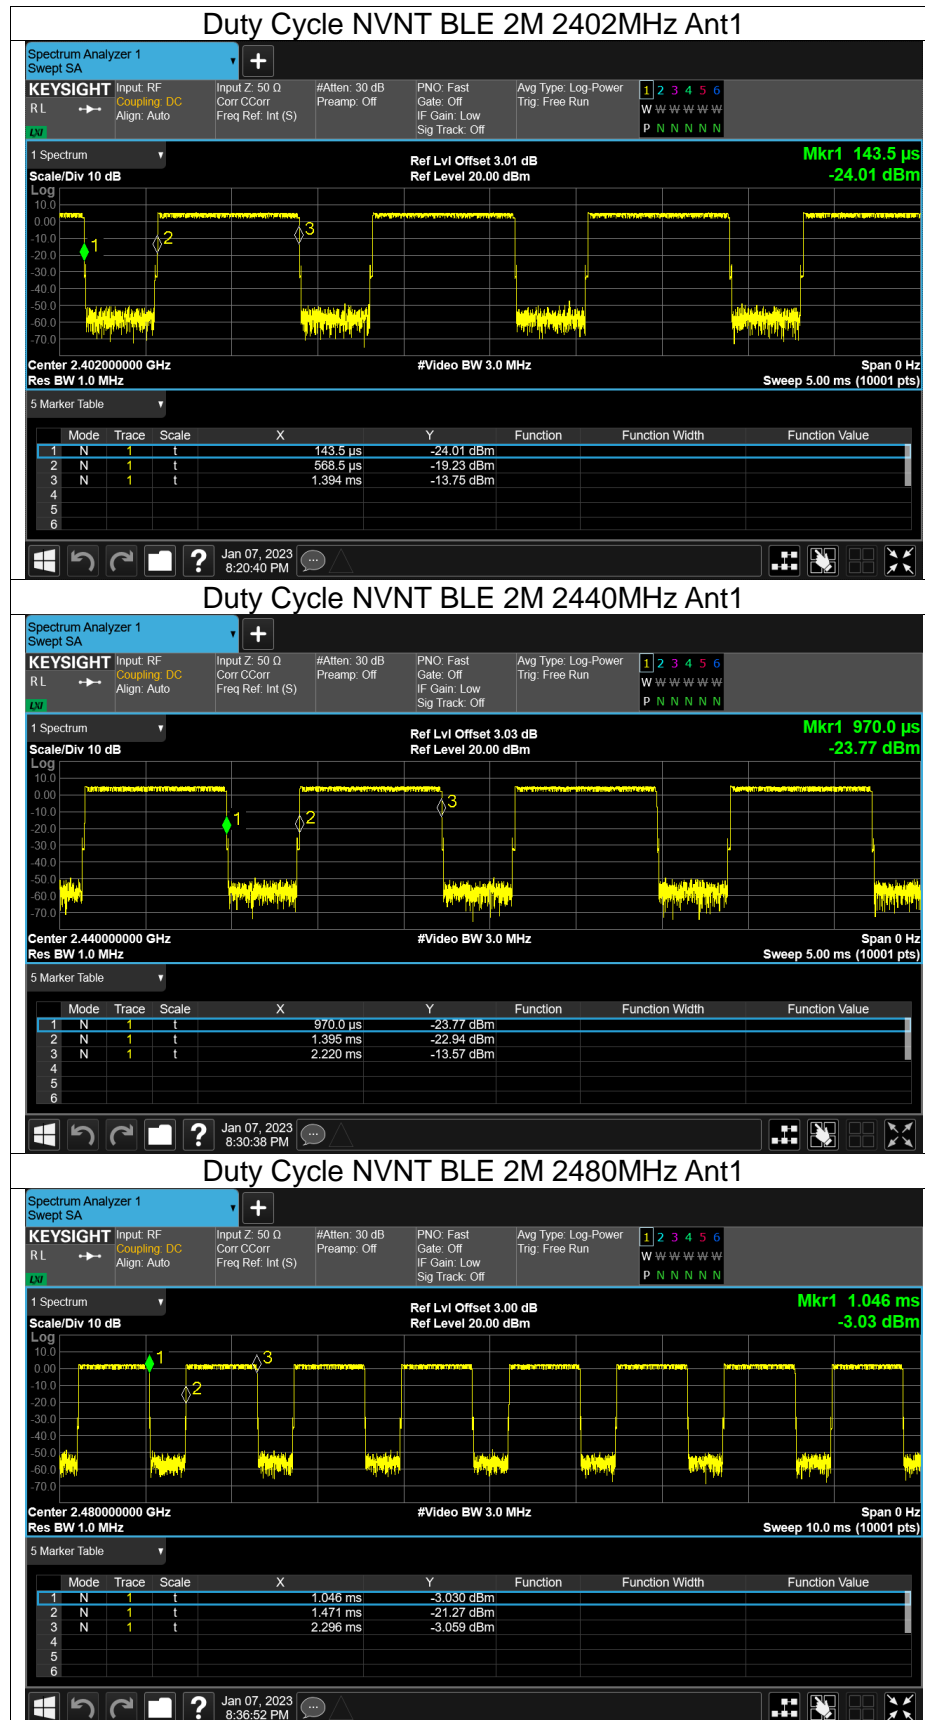 Duty Cycle NVNT BLE 2M 2402MHz Ant1
Spectrum Analyzer 1
Swept SA
+
KEYSIGHT Input: RF Input Z: 50 Ω #Atten: 30 dB PNO: Fast Avg Type: Log-Power 1 2 3 4 5 6
RL Coupling: DC Corr CCorr Preamp: Off Gate: Off Trig: Free Run W W W W W W
Align: Auto Freq Ref: Int (S) IF Gain: Low
LXI Sig Track: Off P N N N N N
1 Spectrum Ref Lvl Offset 3.01 dB Mkr1 143.5 µs
Scale/Div 10 dB Ref Level 20.00 dBm -24.01 dBm
Log
10.0
0.00
-10.0
-20.0
-30.0
-40.0
-50.0
-60.0
-70.0
1
2
3
Center 2.402000000 GHz #Video BW 3.0 MHz Span 0 Hz
Res BW 1.0 MHz Sweep 5.00 ms (10001 pts)
5 Marker Table
Mode Trace Scale X Y Function Function Width Function Value
1 N 1 t 143.5 µs -24.01 dBm
2 N 1 t 568.5 µs -19.23 dBm
3 N 1 t 1.394 ms -13.75 dBm
4
5
6
? Jan 07, 2023
8:20:40 PM
Duty Cycle NVNT BLE 2M 2440MHz Ant1
Spectrum Analyzer 1
Swept SA
+
KEYSIGHT Input: RF Input Z: 50 Ω #Atten: 30 dB PNO: Fast Avg Type: Log-Power 1 2 3 4 5 6
RL Coupling: DC Corr CCorr Preamp: Off Gate: Off Trig: Free Run W W W W W W
Align: Auto Freq Ref: Int (S) IF Gain: Low
LXI Sig Track: Off P N N N N N
1 Spectrum Ref Lvl Offset 3.03 dB Mkr1 970.0 µs
Scale/Div 10 dB Ref Level 20.00 dBm -23.77 dBm
Log
10.0
0.00
-10.0
-20.0
-30.0
-40.0
-50.0
-60.0
-70.0
1
2
3
Center 2.440000000 GHz #Video BW 3.0 MHz Span 0 Hz
Res BW 1.0 MHz Sweep 5.00 ms (10001 pts)
5 Marker Table
Mode Trace Scale X Y Function Function Width Function Value
1 N 1 t 970.0 µs -23.77 dBm
2 N 1 t 1.395 ms -22.94 dBm
3 N 1 t 2.220 ms -13.57 dBm
4
5
6
? Jan 07, 2023
8:30:38 PM
Duty Cycle NVNT BLE 2M 2480MHz Ant1
Spectrum Analyzer 1
Swept SA
+
KEYSIGHT Input: RF Input Z: 50 Ω #Atten: 30 dB PNO: Fast Avg Type: Log-Power 1 2 3 4 5 6
RL Coupling: DC Corr CCorr Preamp: Off Gate: Off Trig: Free Run W W W W W W
Align: Auto Freq Ref: Int (S) IF Gain: Low
LXI Sig Track: Off P N N N N N
1 Spectrum Ref Lvl Offset 3.00 dB Mkr1 1.046 ms
Scale/Div 10 dB Ref Level 20.00 dBm -3.03 dBm
Log
10.0
0.00
-10.0
-20.0
-30.0
-40.0
-50.0
-60.0
-70.0
1
2
3
Center 2.480000000 GHz #Video BW 3.0 MHz Span 0 Hz
Res BW 1.0 MHz Sweep 10.0 ms (10001 pts)
5 Marker Table
Mode Trace Scale X Y Function Function Width Function Value
1 N 1 t 1.046 ms -3.030 dBm
2 N 1 t 1.471 ms -21.27 dBm
3 N 1 t 2.296 ms -3.059 dBm
4
5
6
? Jan 07, 2023
8:36:52 PM